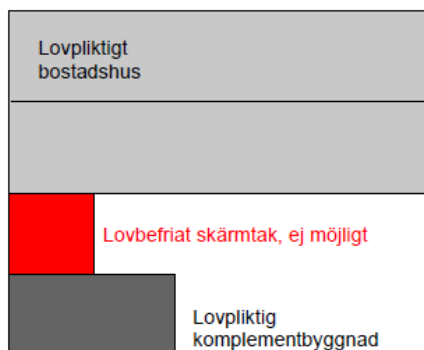 Lovpliktigt
bostadshus
Lovbefriat skärmtak, ej möjligt
Lovpliktig
komplementbyggnad